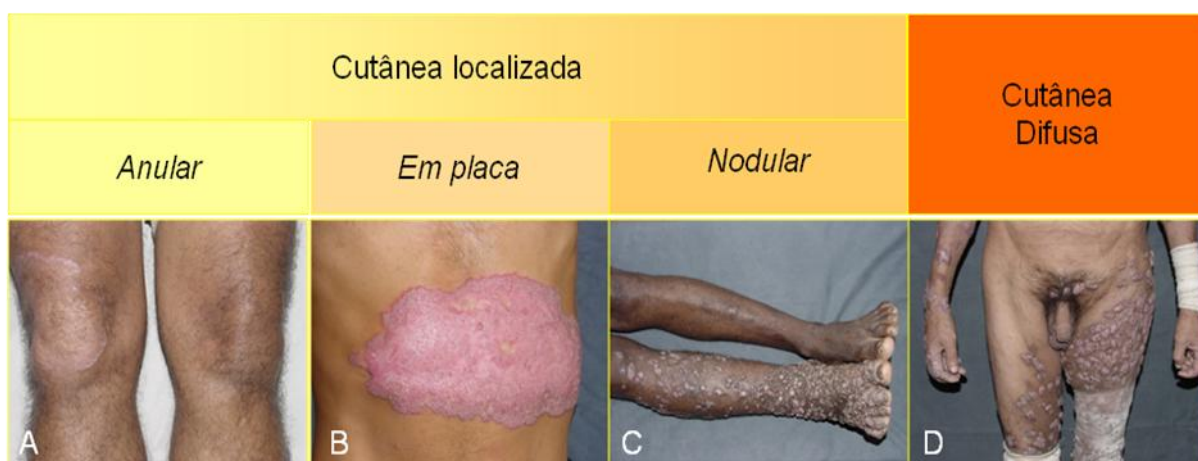 Cutânea localizada
Cutânea
Difusa
Anular
Em placa
Nodular
A
B
C
D